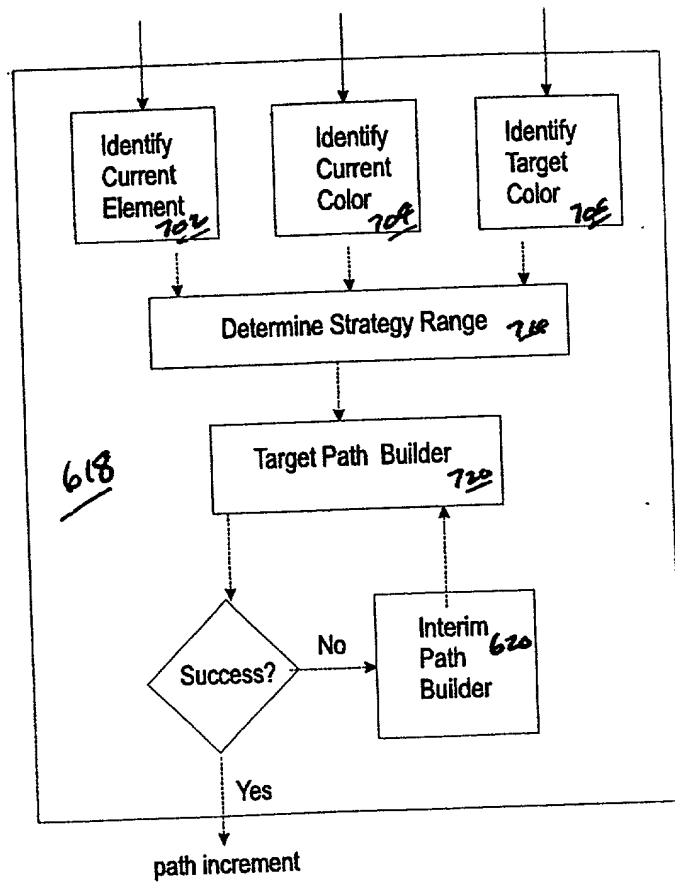 Identify
Current
Element
702
Identify
Current
Color
704
Identify
Target
Color
706
Determine Strategy Range
Target Path Builder
720
618
Success?
No
Interim
Path
Builder
620
Yes
path increment